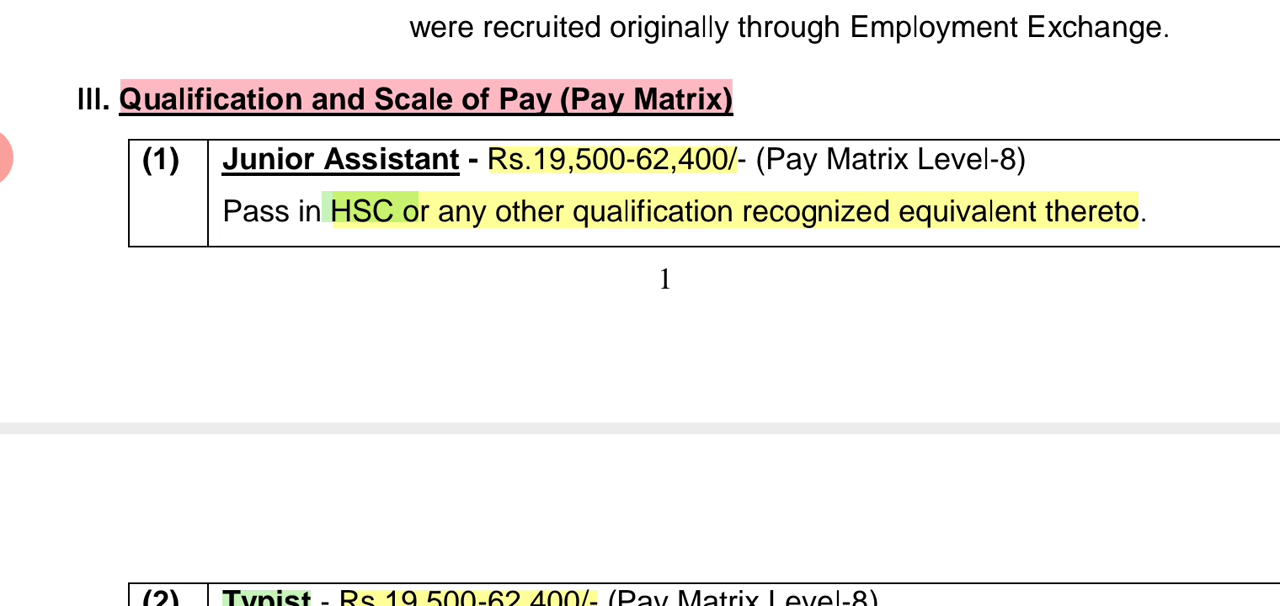 were recruited originally through Employment Exchange.
III. Qualification and Scale of Pay (Pay Matrix)
(1) Junior Assistant - Rs.19,500-62,400/- (Pay Matrix Level-8)
Pass in HSC or any other qualification recognized equivalent thereto.
1
(2) Typist - Rs.19,500-62,400/- (Pay Matrix Level-8)